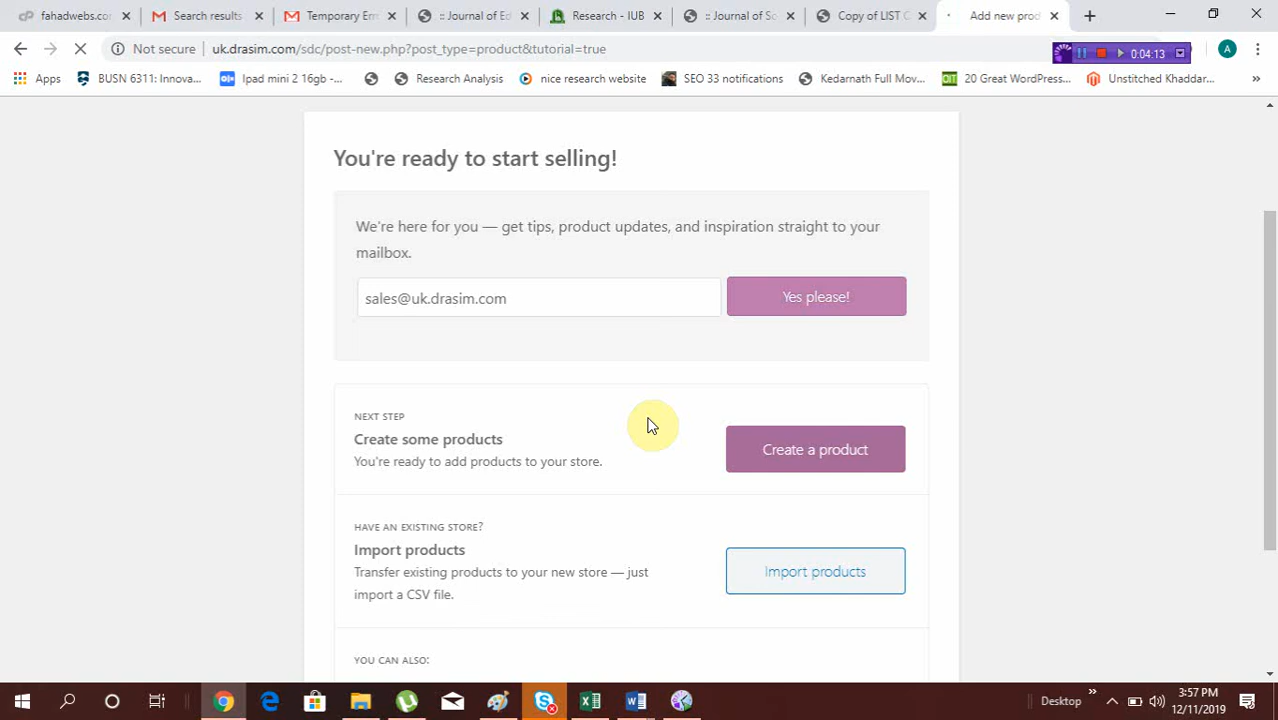 fahadwebs.co
Search results
Temporary Err
:: Journal of Ed
Research - IUB
:: Journal of So
Copy of LIST C
Add new prod
Not secure
uk.drasim.com/sdc/post-new.php?post_type=product&tutorial=true
0:04:13
A
Apps
BUSN 6311: Innova...
Ipad mini 2 16gb -...
Research Analysis
nice research website
SEO 33 notifications
Kedarnath Full Mov...
20 Great WordPress...
Unstitched Khaddar...
»
You're ready to start selling!
We're here for you — get tips, product updates, and inspiration straight to your
mailbox.
sales@uk.drasim.com
Yes please!
NEXT STEP
Create some products
You're ready to add products to your store.
Create a product
HAVE AN EXISTING STORE?
Import products
Transfer existing products to your new store — just
import a CSV file.
Import products
YOU CAN ALSO:
Desktop
»
3:57 PM
12/11/2019